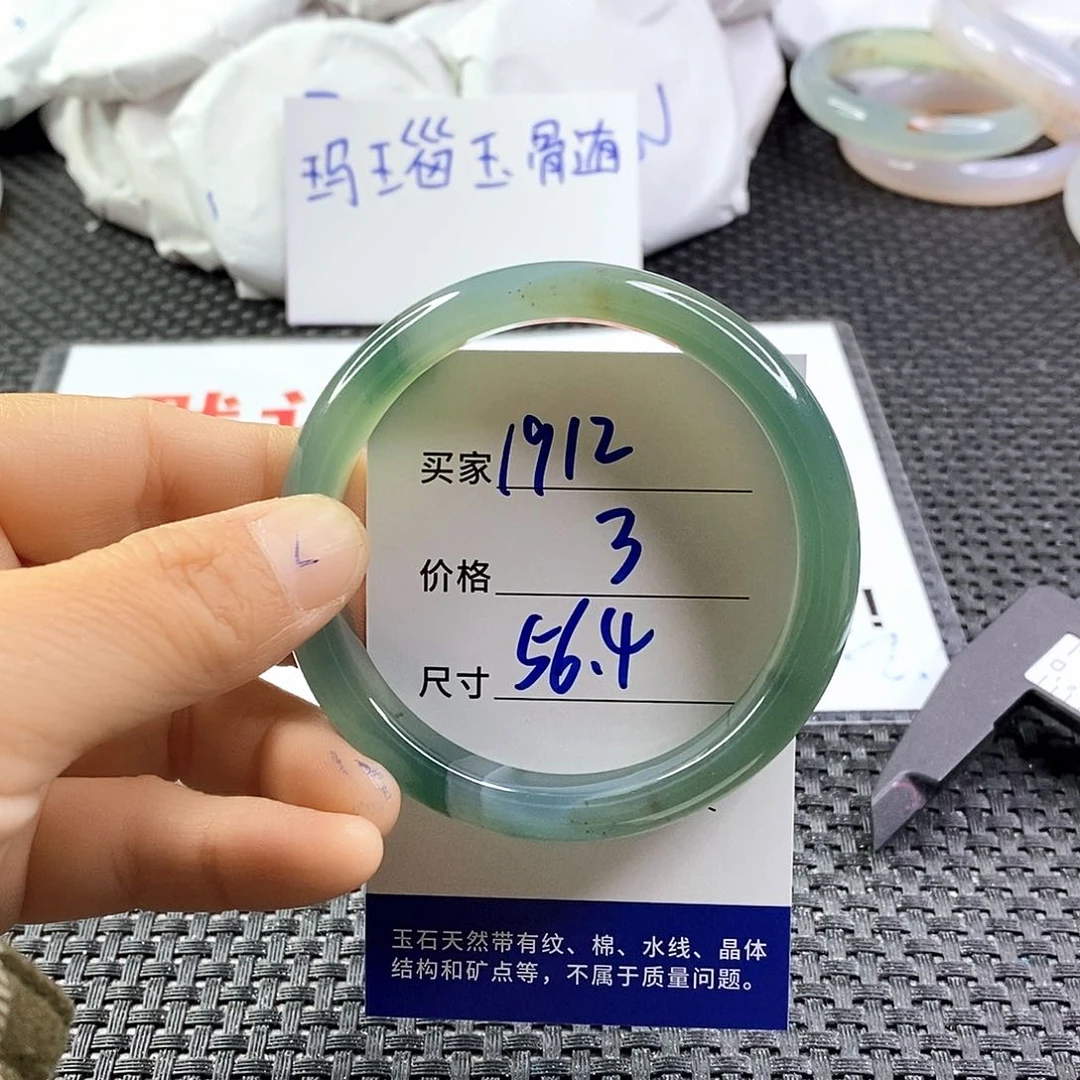 玛瑙玉骨髓
买家 1912
价格 3
尺寸 56.4
!
玉石天然带有纹、棉、水线、晶体
结构和矿点等，不属于质量问题。